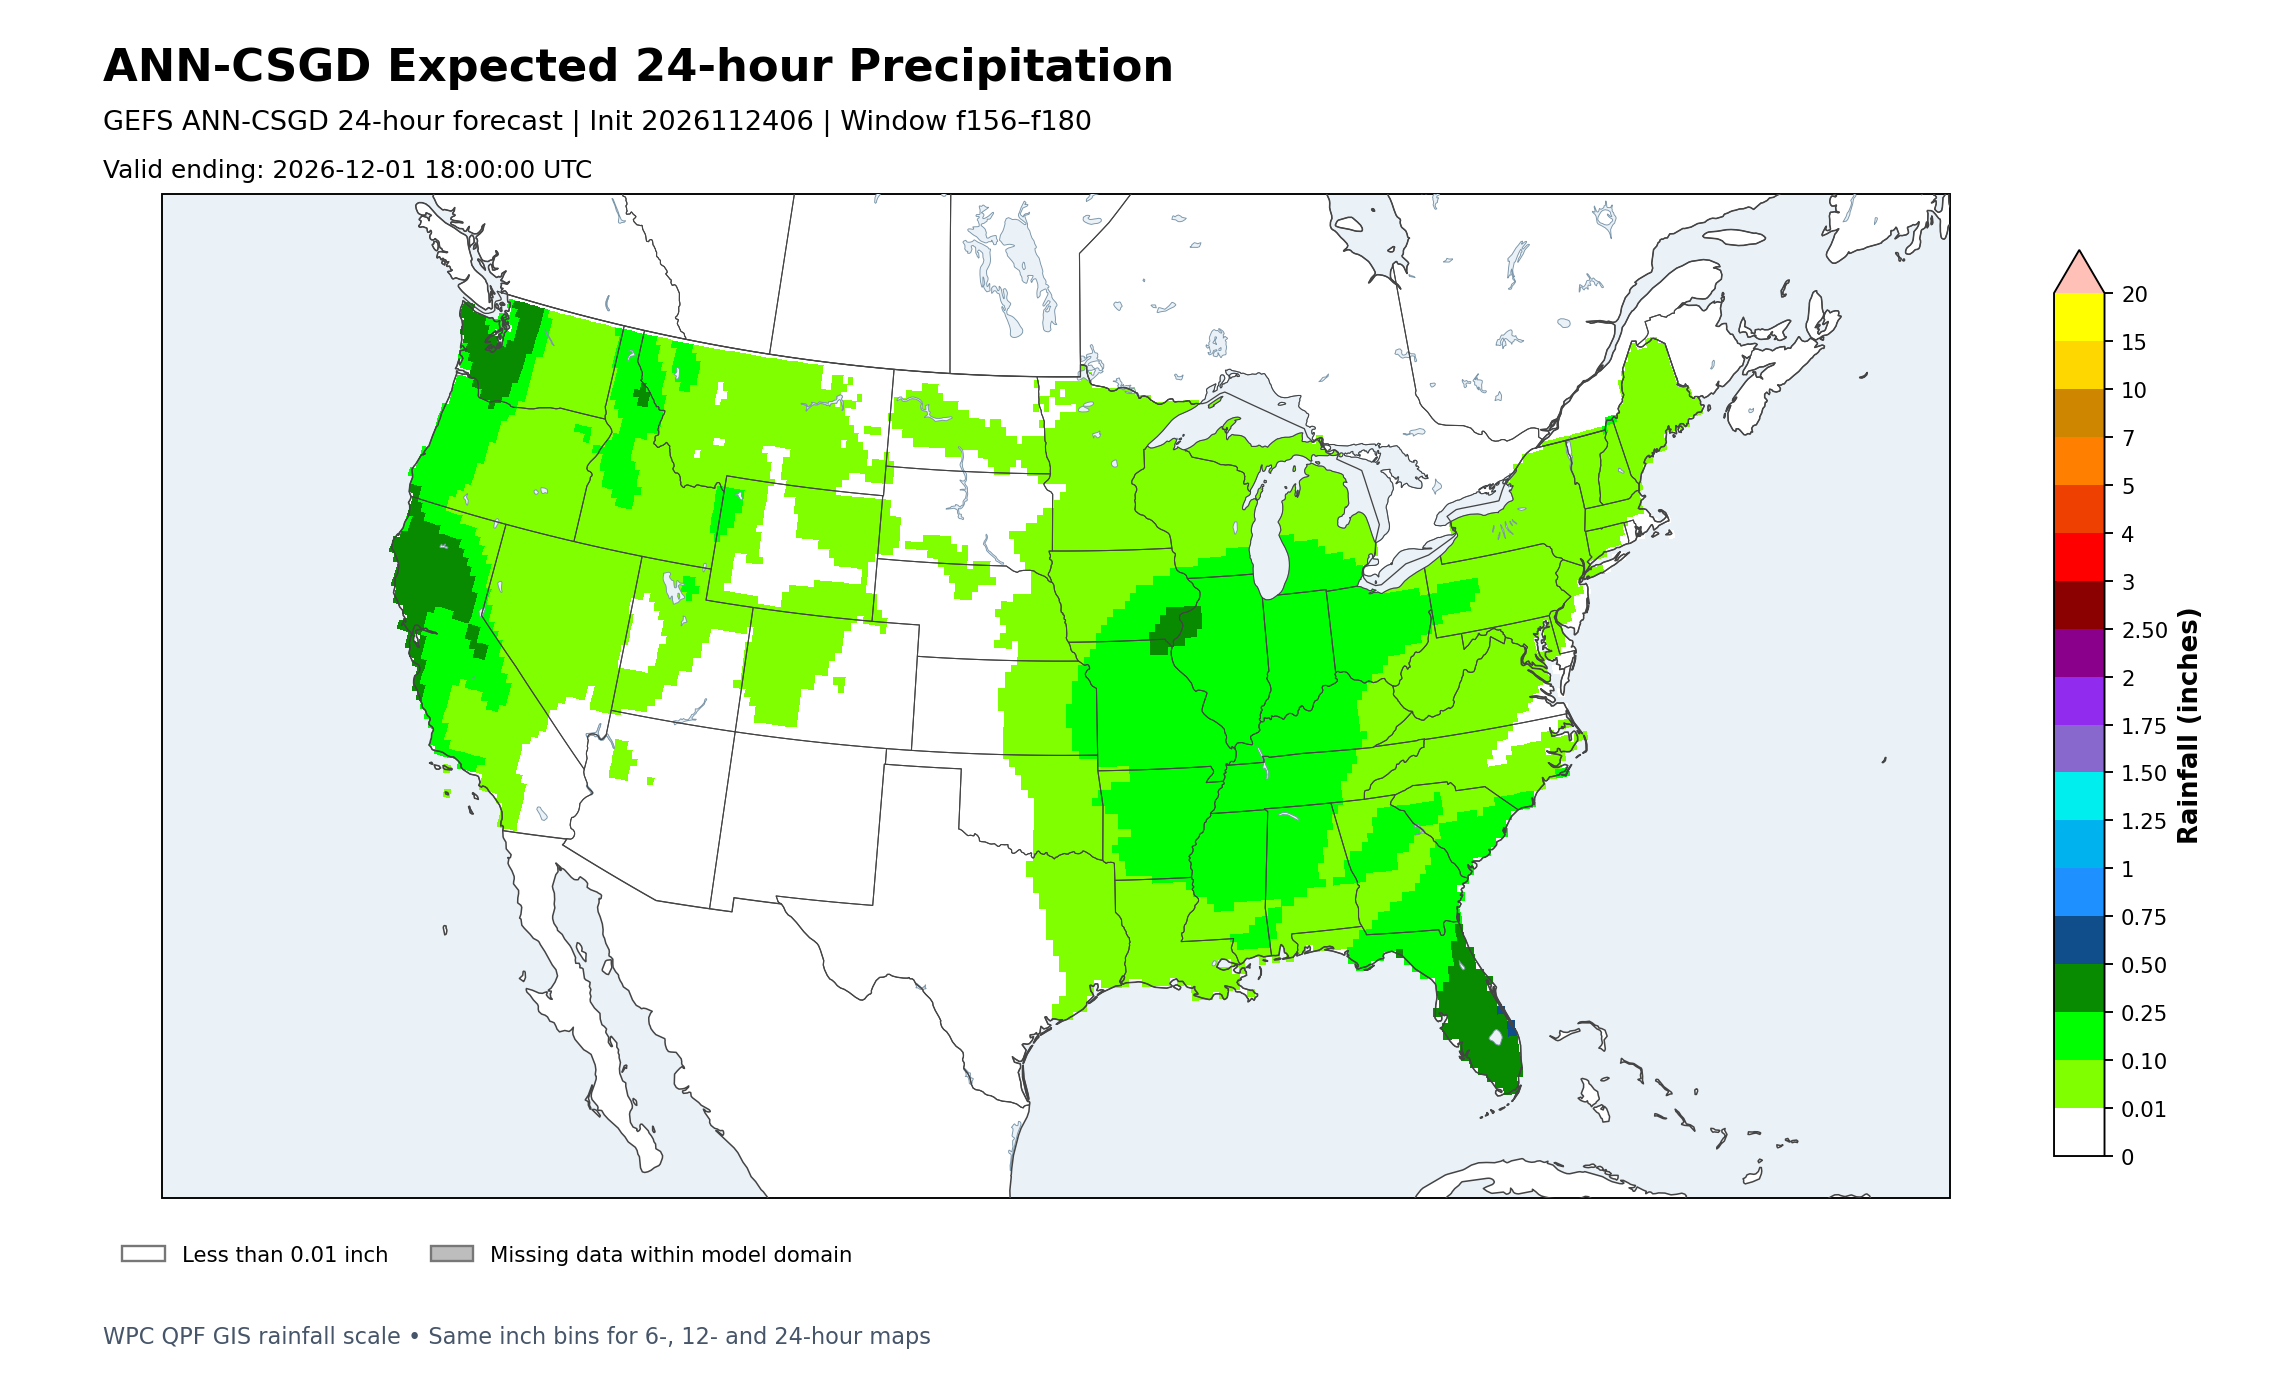 ANN-CSGD Expected 24-hour Precipitation
GEFS ANN-CSGD 24-hour forecast | Init 2026112406 | Window f156–f180
Valid ending: 2026-12-01 18:00:00 UTC
20
15
10
7
5
4
3
2.50
2
1.75
1.50
1.25
1
0.75
0.50
0.25
0.10
0.01
0
Rainfall (inches)
Less than 0.01 inch
Missing data within model domain
WPC QPF GIS rainfall scale • Same inch bins for 6-, 12- and 24-hour maps